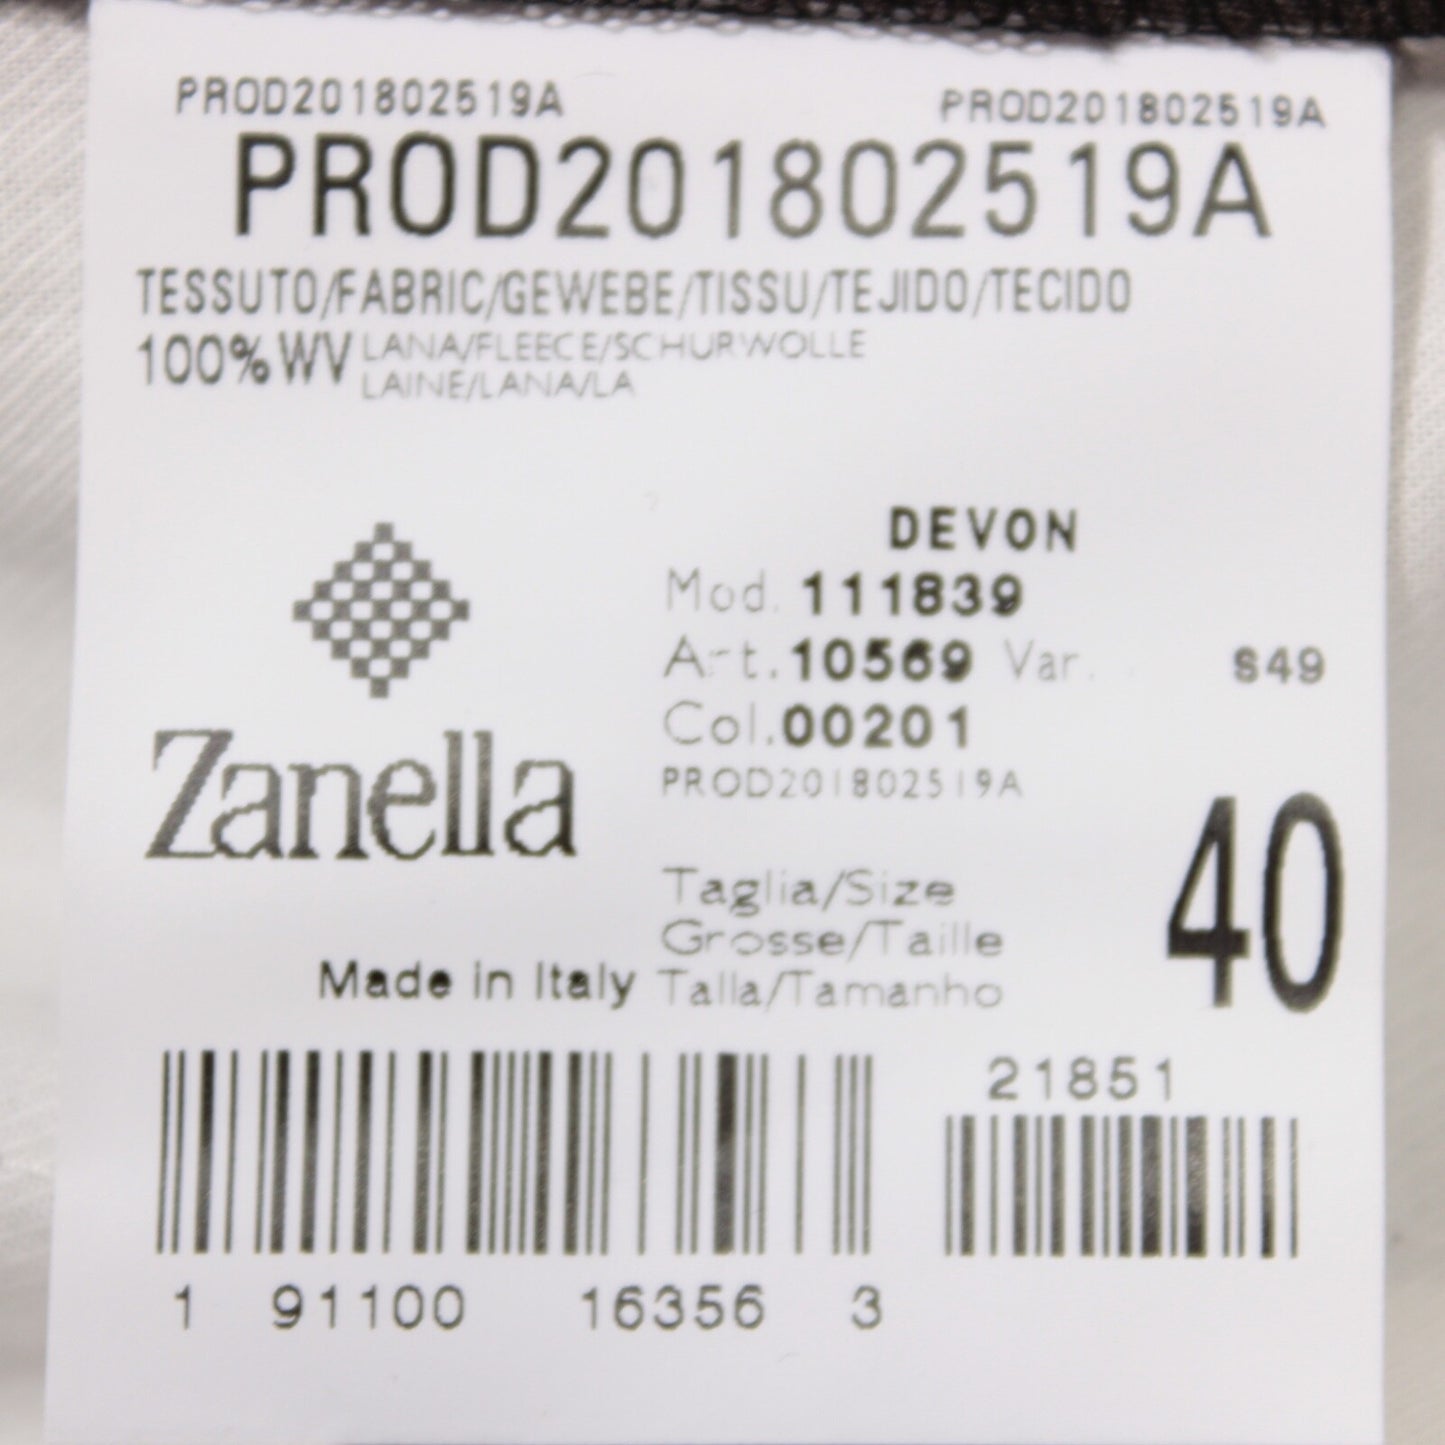 PROD201802519A PROD201802519A
PROD201802519A
TESSUTO/FABRIC/GEWEBE/TISSU/TEJIDO/TECIDO
100%WV LANA/FLEECE/SCHURWOLLE
LAINE/LANA/LA
DEVON
Mod. 111839
Art. 10569 Var. S49
Col. 00201
PROD201802519A
Zanella
40
Taglia/Size
Grosse/Taille
Made in Italy Talla/Tamanho
21851
1 91100 16356 3